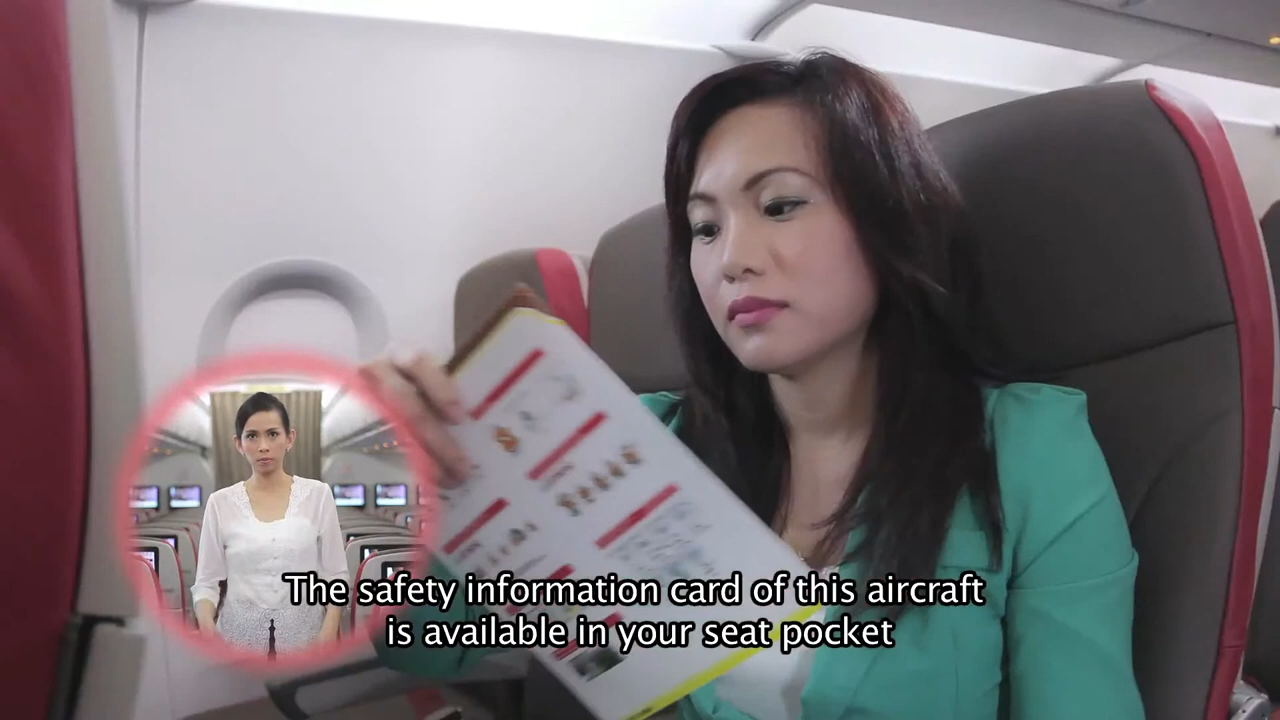 The safety information card of this aircraft
is available in your seat pocket